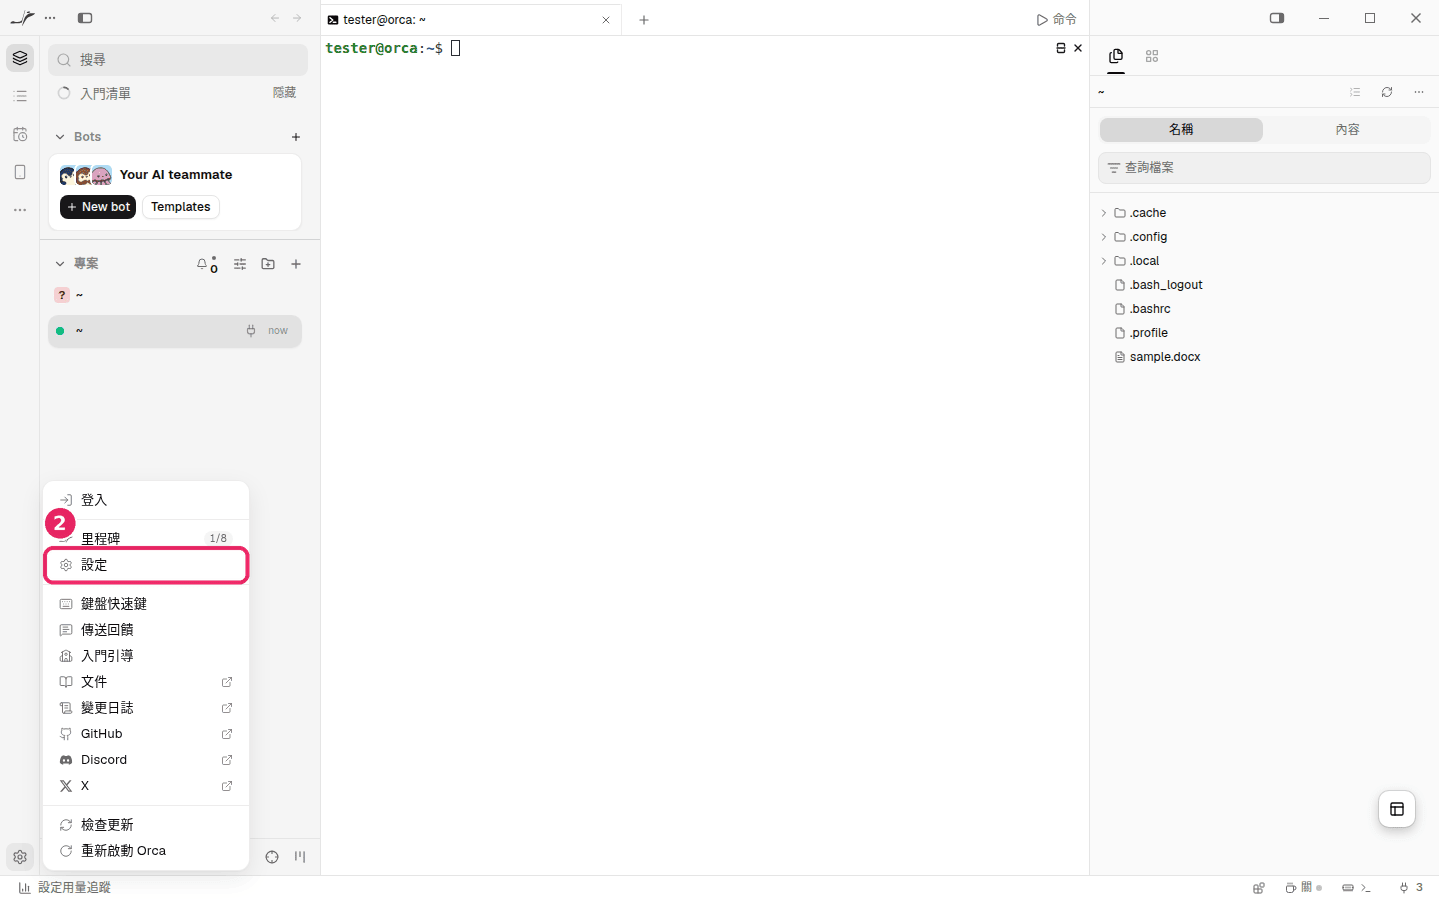 tester@orca: ~
命令
搜尋
入門清單
隱藏
Bots
Your AI teammate
New bot
Templates
專案
0
? ~
~
now
登入
2
里程碑
1/8
設定
鍵盤快速鍵
傳送回饋
入門引導
文件
變更日誌
GitHub
Discord
X
檢查更新
重新啟動 Orca
設定用量追蹤
tester@orca:~$
~
名稱
內容
查詢檔案
.cache
.config
.local
.bash_logout
.bashrc
.profile
sample.docx
關
3